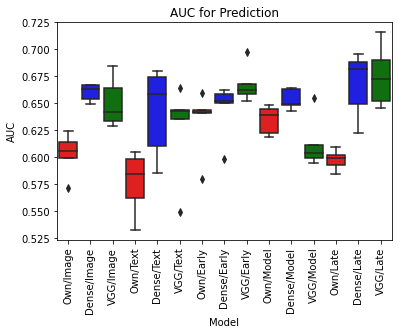 AUC for Prediction
0.725
0.700
0.675
0.650
0.625
0.600
0.575
0.550
0.525
AUC
Own/Image
Dense/Image
VGG/Image
Own/Text
Dense/Text
VGG/Text
Own/Early
Dense/Early
VGG/Early
Own/Model
Dense/Model
VGG/Model
Own/Late
Dense/Late
VGG/Late
Model